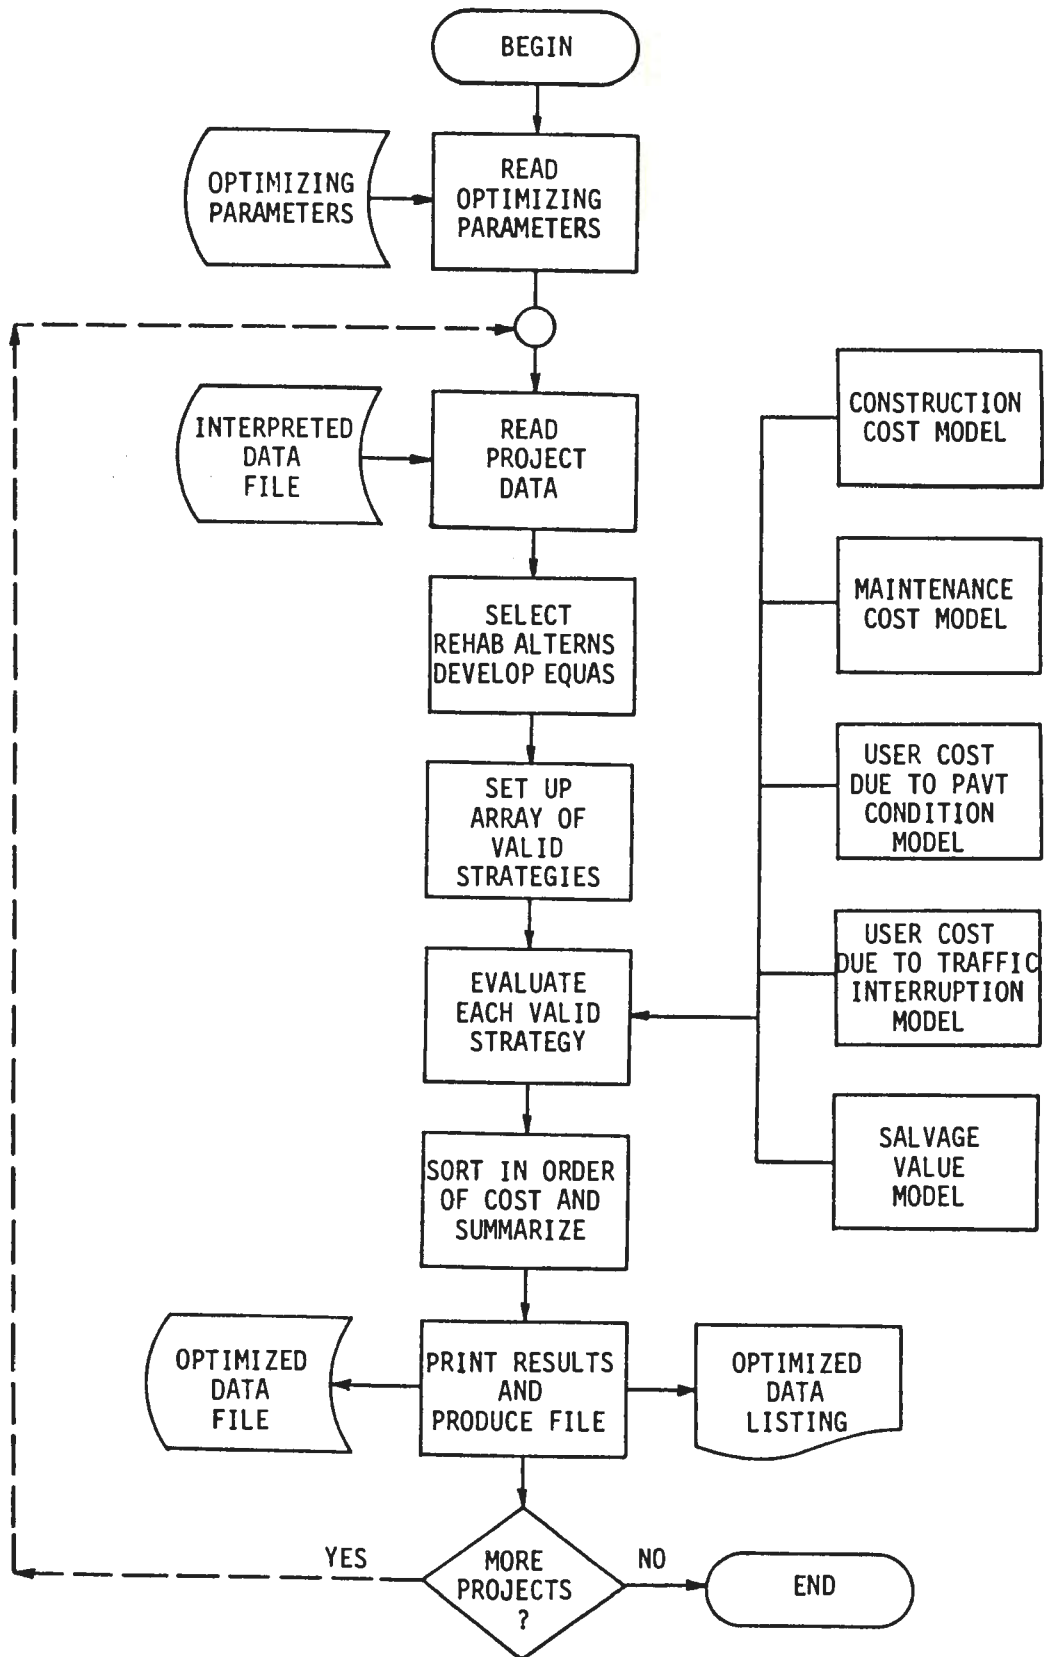 BEGIN
OPTIMIZING
PARAMETERS
READ
OPTIMIZING
PARAMETERS
INTERPRETED
DATA
FILE
READ
PROJECT
DATA
SELECT
REHAB ALTERNS
DEVELOP EQUAS
SET UP
ARRAY OF
VALID
STRATEGIES
EVALUATE
EACH VALID
STRATEGY
CONSTRUCTION
COST MODEL
MAINTENANCE
COST MODEL
USER COST
DUE TO PAVT
CONDITION
MODEL
USER COST
DUE TO TRAFFIC
INTERRUPTION
MODEL
SALVAGE
VALUE
MODEL
SORT IN ORDER
OF COST AND
SUMMARIZE
OPTIMIZED
DATA
FILE
PRINT RESULTS
AND
PRODUCE FILE
OPTIMIZED
DATA
LISTING
YES
MORE
PROJECTS
?
NO
END